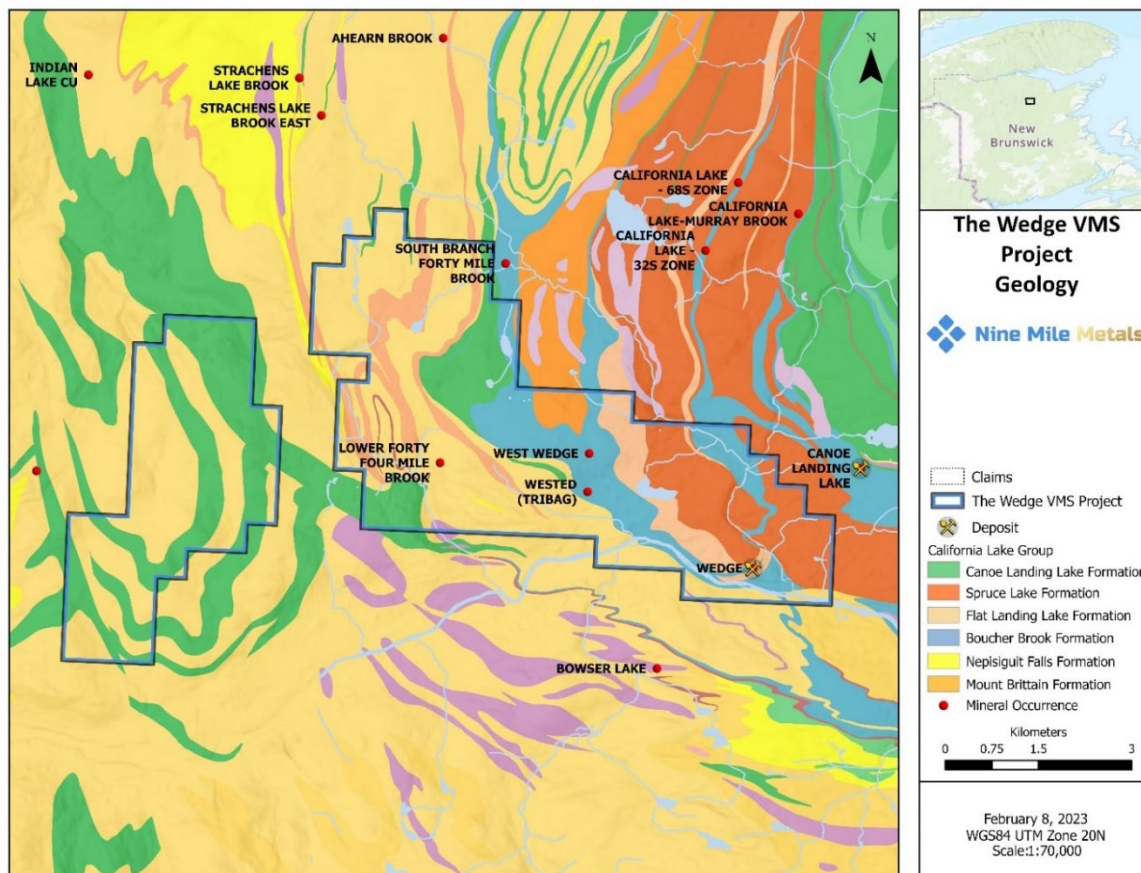 AHEARN BROOK
N
INDIAN
LAKE CU
STRACHENS
LAKE BROOK
STRACHENS LAKE
BROOK EAST
CALIFORNIA LAKE
- 68S ZONE
CALIFORNIA
LAKE-MURRAY BROOK
CALIFORNIA
LAKE -
32S ZONE
SOUTH BRANCH
FORTY MILE
BROOK
LOWER FORTY
FOUR MILE
BROOK
WEST WEDGE
WESTED
(TRIBAG)
CANOE
LANDING
LAKE
WEDGE
BOWSER LAKE
New
Brunswick
The Wedge VMS
Project
Geology
Nine Mile Metals
Claims
The Wedge VMS Project
Deposit
California Lake Group
Canoe Landing Lake Formation
Spruce Lake Formation
Flat Landing Lake Formation
Boucher Brook Formation
Nepisiguit Falls Formation
Mount Brittain Formation
Mineral Occurrence
Kilometers
0 0.75 1.5 3
February 8, 2023
WGS84 UTM Zone 20N
Scale:1:70,000